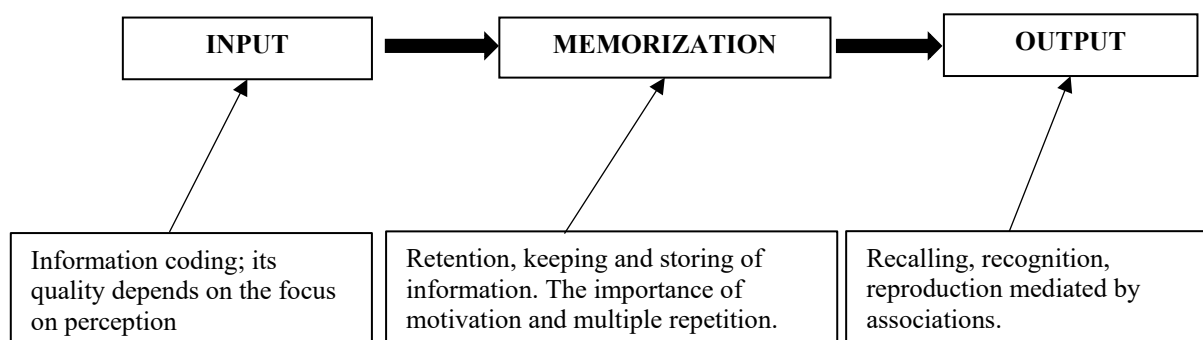 INPUT
MEMORIZATION
OUTPUT
Information coding; its
quality depends on the focus
on perception
Retention, keeping and storing of
information. The importance of
motivation and multiple repetition.
Recalling, recognition,
reproduction mediated by
associations.